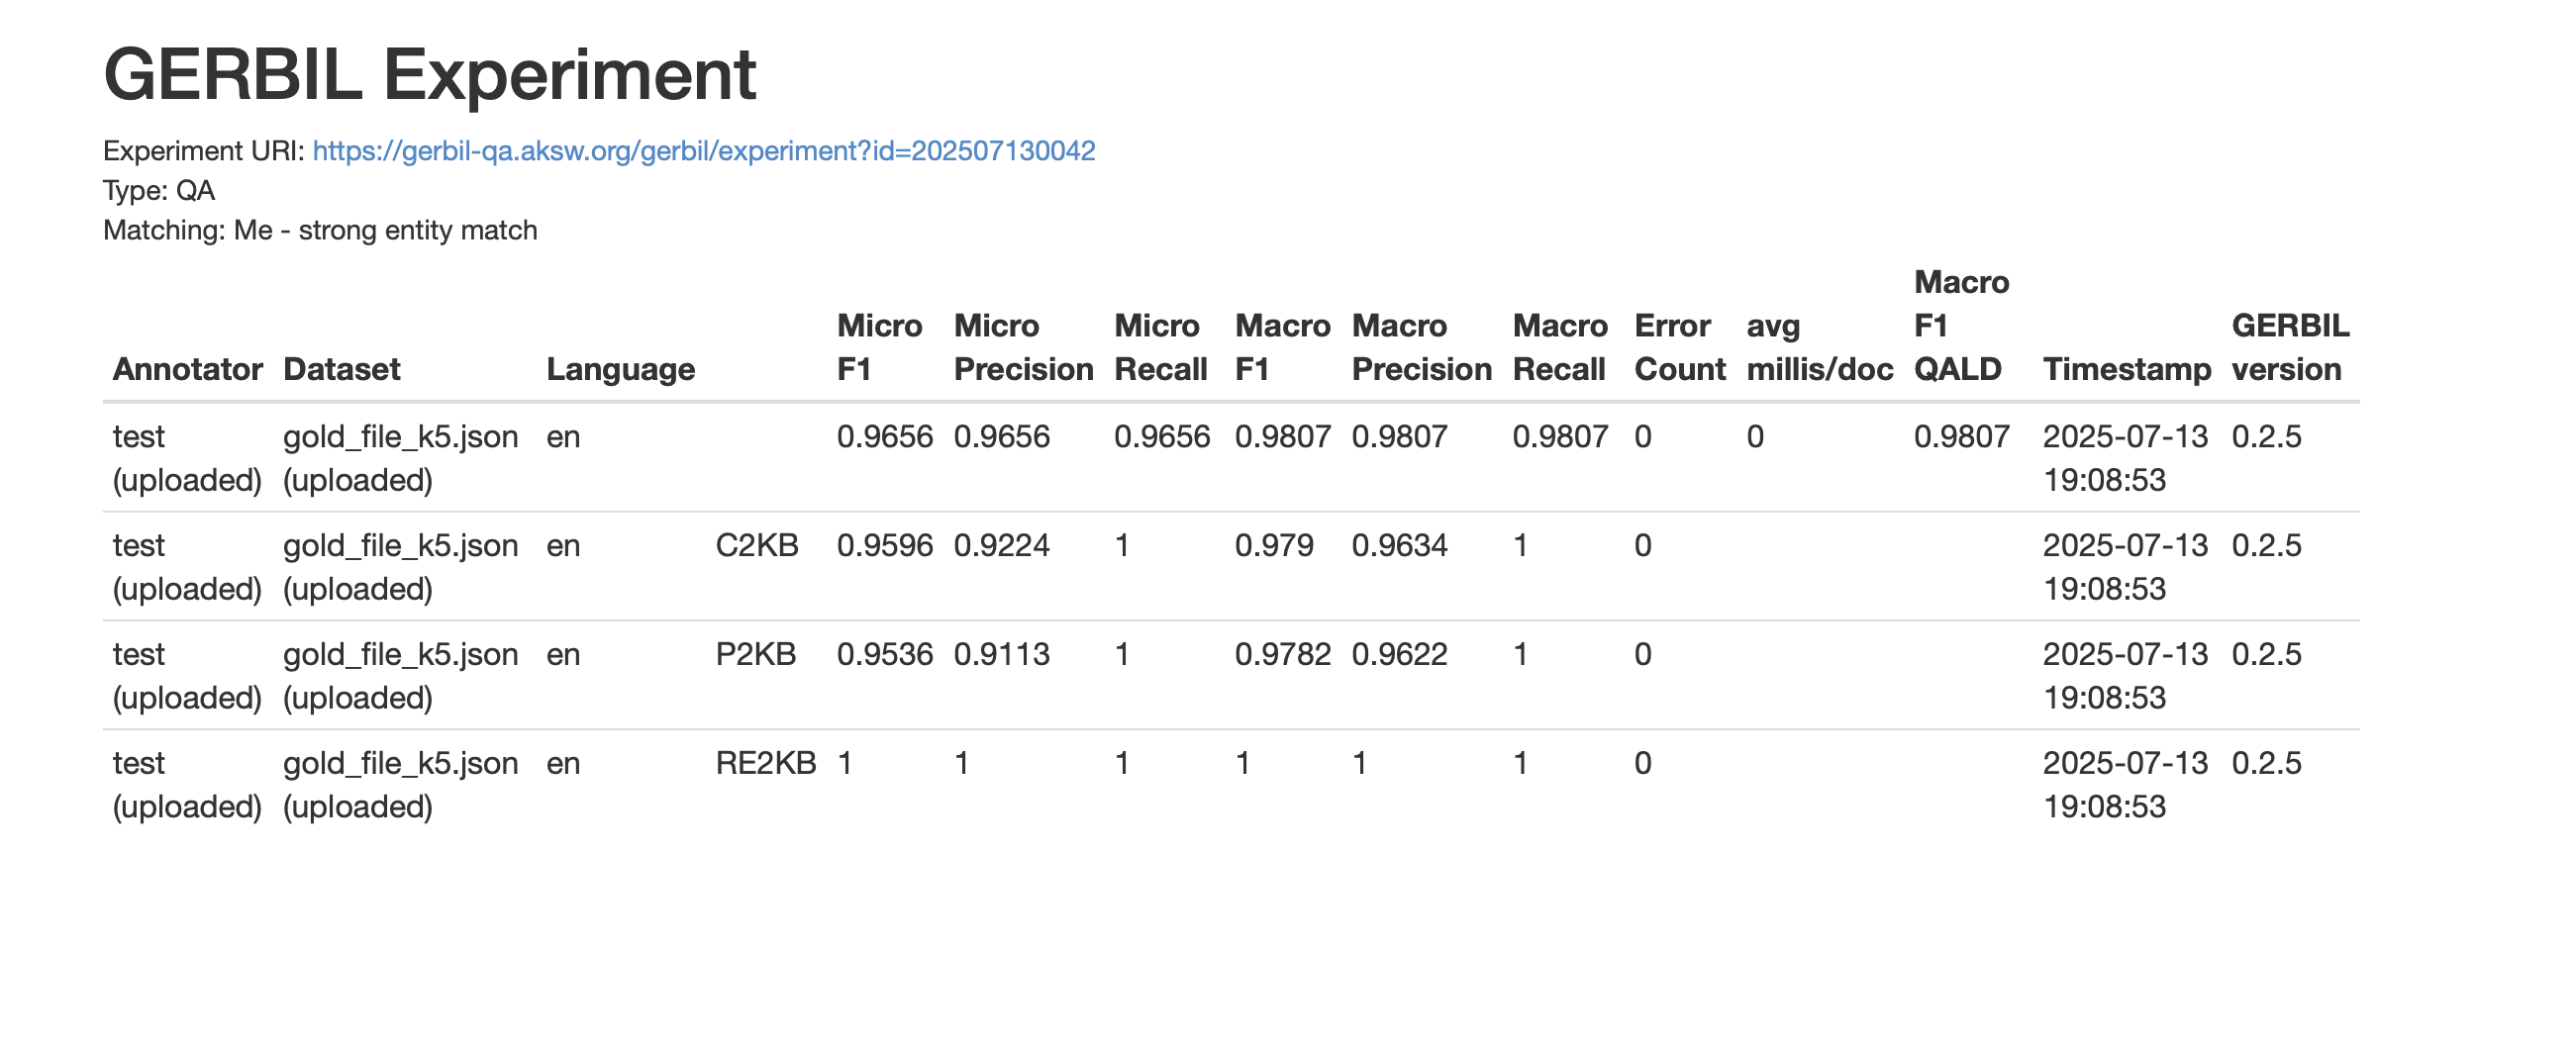 GERBIL Experiment
Experiment URI: https://gerbil-qa.aksw.org/gerbil/experiment?id=202507130042
Type: QA
Matching: Me - strong entity match
Annotator Dataset Language Micro F1 Micro Precision Micro Recall Macro F1 Macro Precision Macro Recall Error Count avg millis/doc Macro F1 QALD Timestamp GERBIL version
test gold_file_k5.json en 0.9656 0.9656 0.9656 0.9807 0.9807 0.9807 0 0 0.9807 2025-07-13 0.2.5
(uploaded) (uploaded) 19:08:53
test gold_file_k5.json en C2KB 0.9596 0.9224 1 0.979 0.9634 1 0 2025-07-13 0.2.5
(uploaded) (uploaded) 19:08:53
test gold_file_k5.json en P2KB 0.9536 0.9113 1 0.9782 0.9622 1 0 2025-07-13 0.2.5
(uploaded) (uploaded) 19:08:53
test gold_file_k5.json en RE2KB 1 1 1 1 1 1 0 2025-07-13 0.2.5
(uploaded) (uploaded) 19:08:53